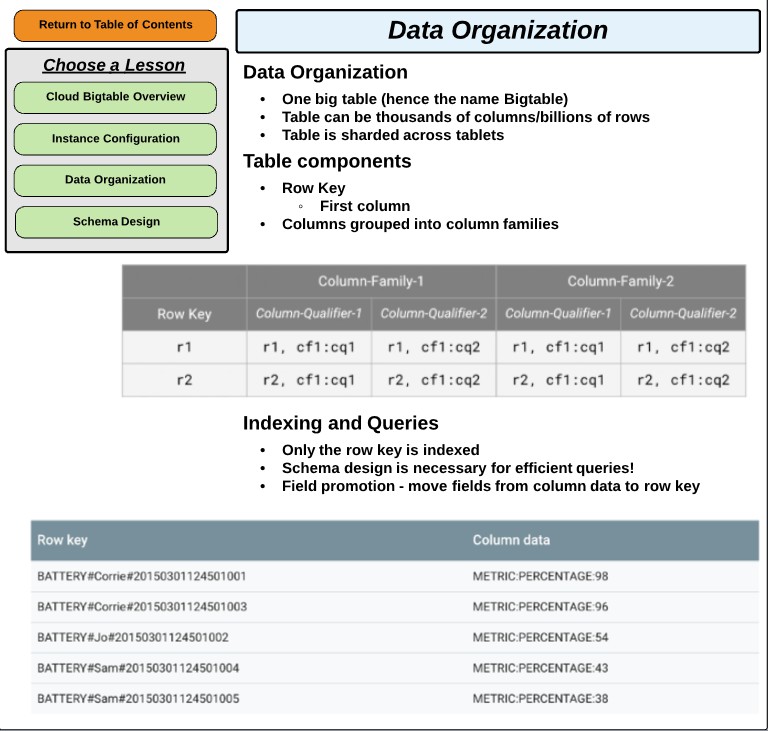 Return to Table of Contents
Choose a Lesson
Cloud Bigtable Overview
Instance Configuration
Data Organization
Schema Design
Data Organization
Data Organization
• One big table (hence the name Bigtable)
• Table can be thousands of columns/billions of rows
• Table is sharded across tablets
Table components
• Row Key
◦ First column
• Columns grouped into column families
Column-Family-1 Column-Family-2
Row Key Column-Qualifier-1 Column-Qualifier-2 Column-Qualifier-1 Column-Qualifier-2
r1 r1, cf1:cq1 r1, cf1:cq2 r1, cf1:cq1 r1, cf1:cq2
r2 r2, cf1:cq1 r2, cf1:cq2 r2, cf1:cq1 r2, cf1:cq2
Indexing and Queries
• Only the row key is indexed
• Schema design is necessary for efficient queries!
• Field promotion - move fields from column data to row key
Row key Column data
BATTERY#Corrie#20150301124501001 METRIC:PERCENTAGE:98
BATTERY#Corrie#20150301124501003 METRIC:PERCENTAGE:96
BATTERY#Jo#20150301124501002 METRIC:PERCENTAGE:54
BATTERY#Sam#20150301124501004 METRIC:PERCENTAGE:43
BATTERY#Sam#20150301124501005 METRIC:PERCENTAGE:38